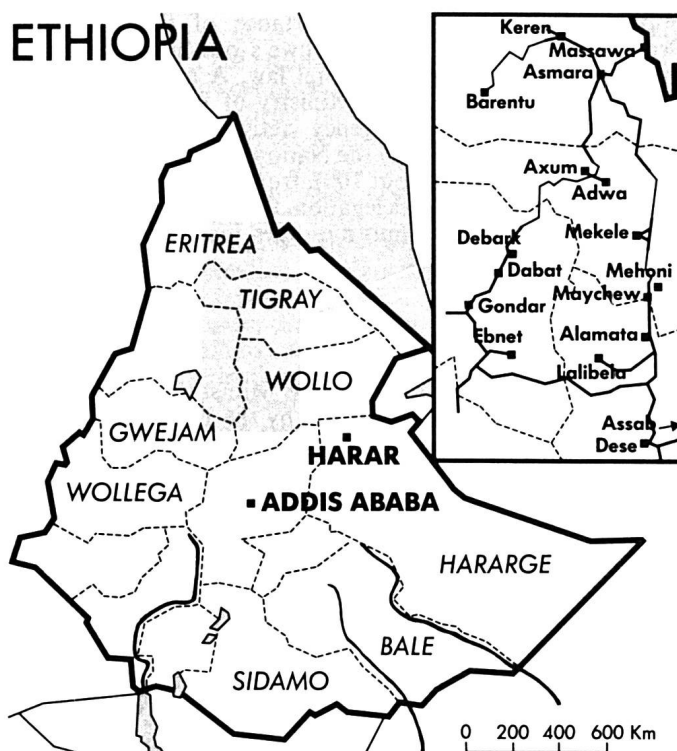 ETHIOPIA
ERITREA
TIGRAY
WOLLO
GWEJAM
HARAR
WOLLEGA
ADDIS ABABA
HARARGE
BALE
SIDAMO
0 200 400 600 Km
Keren
Massawa
Asmara
Barentu
Axum
Adwa
Debark
Mekele
Dabat
Mehoni
Maychew
Gondar
Ebnet
Alamata
Lalibela
Assab
Dese